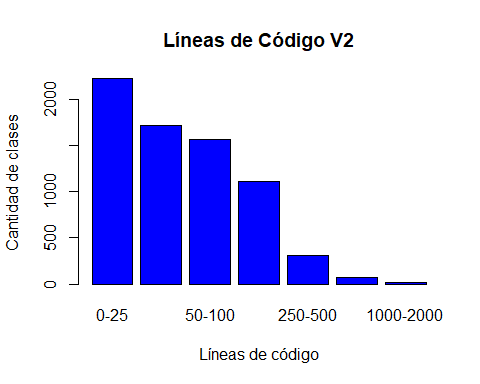 Líneas de Código V2
Cantidad de clases
2000
1000
500
0
0-25 50-100 250-500 1000-2000
Líneas de código